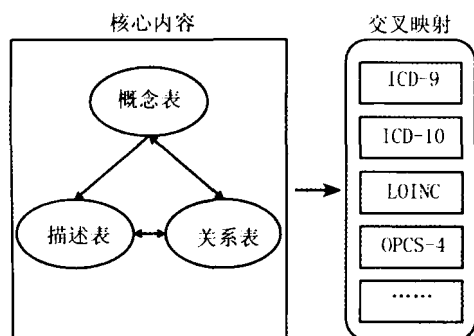 核心内容
交叉映射
概念表
描述表
关系表
ICD-9
ICD-10
LOINC
OPCS-4
……